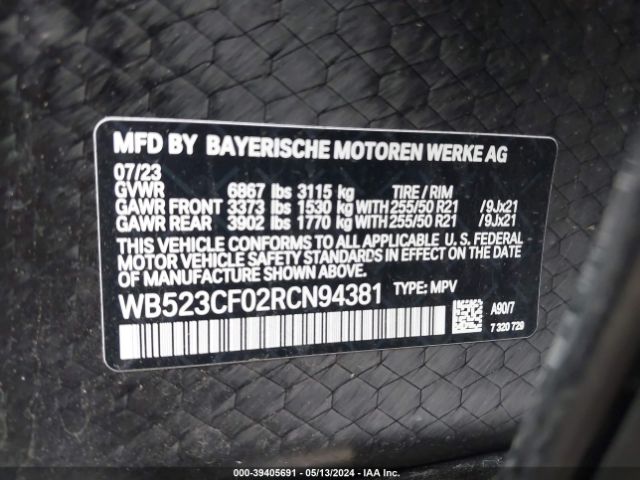 MFD BY BAYERISCHE MOTOREN WERKE AG
07/23
GVWR 6867 lbs 3115 kg TIRE / RIM
GAWR FRONT 3373 lbs 1530 kg WITH 255/50 R21 /9Jx21
GAWR REAR 3902 lbs 1770 kg WITH 255/50 R21 /9Jx21
THIS VEHICLE CONFORMS TO ALL APPLICABLE U. S. FEDERAL
MOTOR VEHICLE SAFETY STANDARDS IN EFFECT ON THE DATE
OF MANUFACTURE SHOWN ABOVE.
WB523CF02RCN94381 TYPE: MPV
A90/7
7 320 729
000-39405691 - 05/13/2024 - IAA Inc.